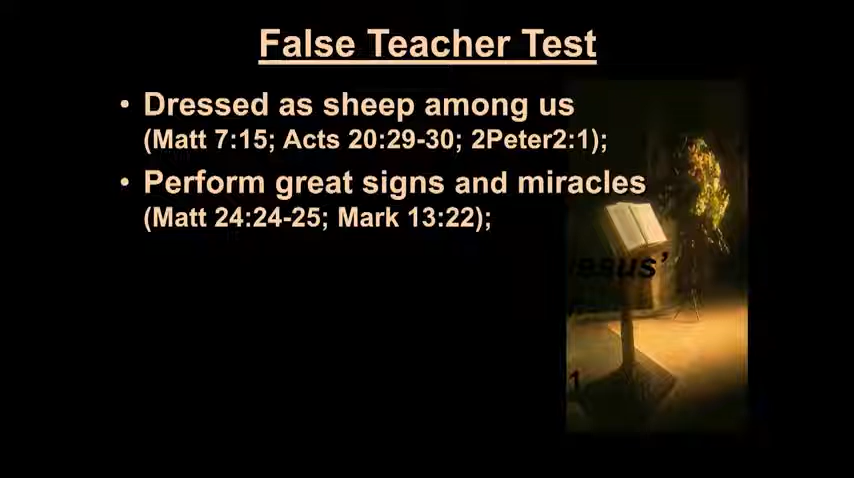 False Teacher Test
• Dressed as sheep among us
(Matt 7:15; Acts 20:29-30; 2Peter2:1);
• Perform great signs and miracles
(Matt 24:24-25; Mark 13:22);
1